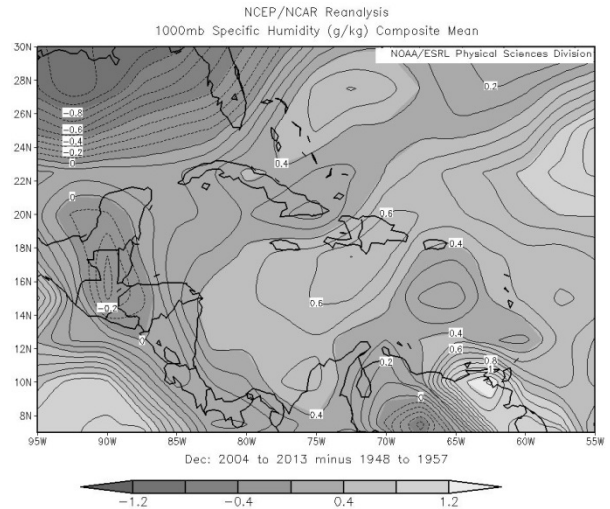 NCEP/NCAR Reanalysis
1000mb Specific Humidity (g/kg) Composite Mean
NOAA/ESRL Physical Sciences Division
30N
28N
26N
24N
22N
20N
18N
16N
14N
12N
10N
8N
0.2
-0.8
-0.6
-0.4
-0.2
0
0.4
0
0.6
0.4
0.6
-0.2
0
0.4
0.6
0.2
0.8
1
0.4
0
95W 90W 85W 80W 75W 70W 65W 60W 55W
Dec: 2004 to 2013 minus 1948 to 1957
-1.2 -0.4 0.4 1.2